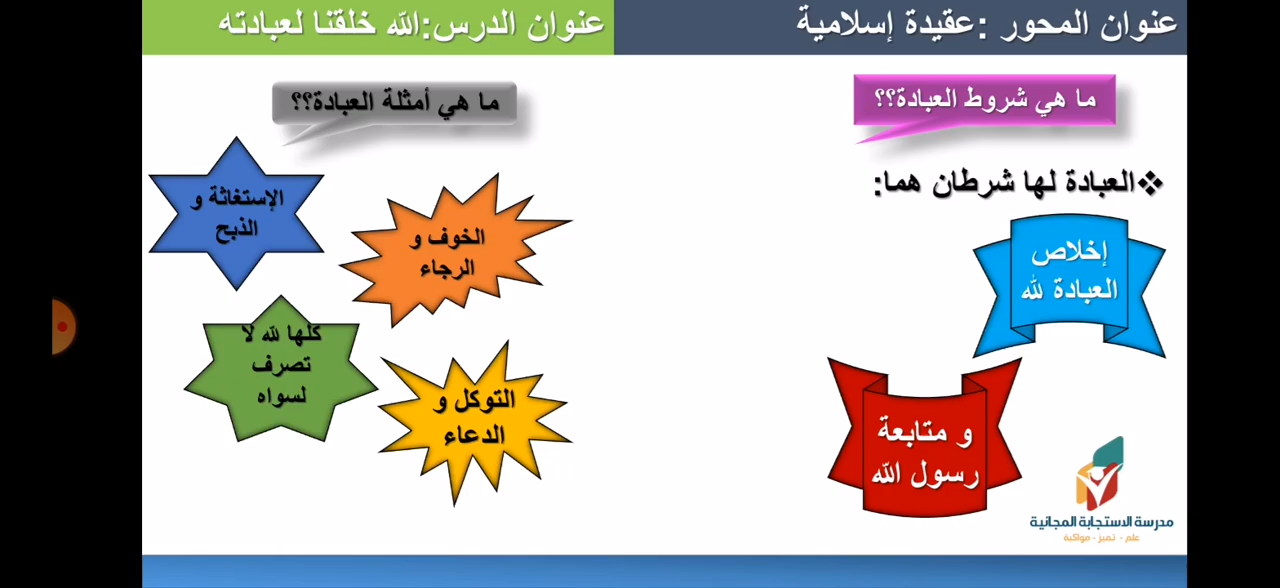 عنوان المحور :عقيدة إسلامية
عنوان الدرس:الله خلقنا لعبادته
ما هي شروط العبادة؟؟
❖العبادة لها شرطان هما:
إخلاص
العبادة لله
و متابعة
رسول الله
ما هي أمثلة العبادة؟؟
الإستغاثة و
الذبح
الخوف و
الرجاء
كلها لله لا
تصرف
لسواه
التوكل و
الدعاء
مدرسة الاستجابة المجانية
علم - تميز - مواكبة